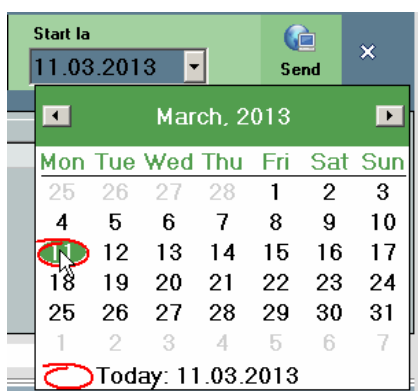 Start la
11.03.2013
Send
×
March, 2013
Mon Tue Wed Thu Fri Sat Sun
25 26 27 28 1 2 3
4 5 6 7 8 9 10
11 12 13 14 15 16 17
18 19 20 21 22 23 24
25 26 27 28 29 30 31
1 2 3 4 5 6 7
Today: 11.03.2013